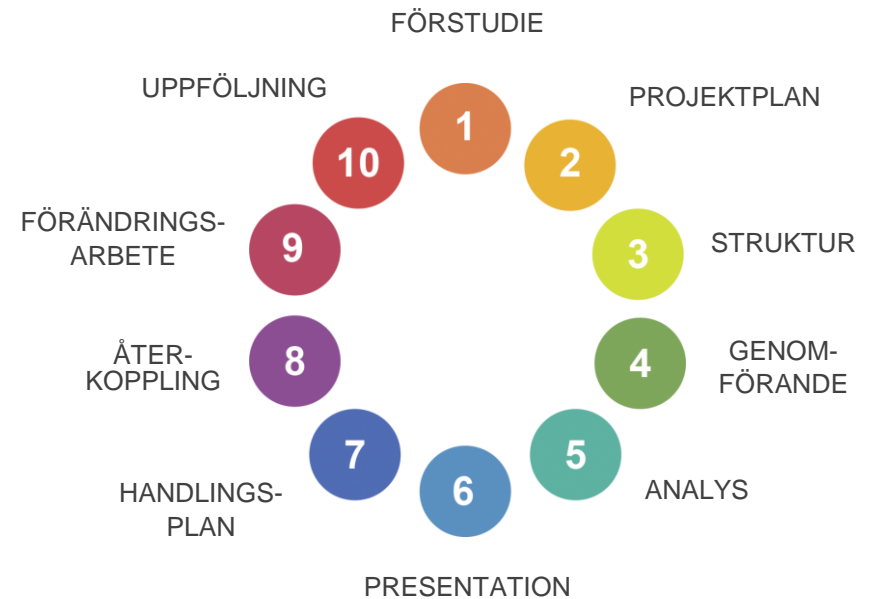 FÖRSTUDIE
1
PROJEKTPLAN
2
STRUKTUR
3
GENOM-
FÖRANDE
4
ANALYS
5
PRESENTATION
6
HANDLINGS-
PLAN
7
ÅTER-
KOPPLING
8
FÖRÄNDRINGS-
ARBETE
9
UPPFÖLJNING
10